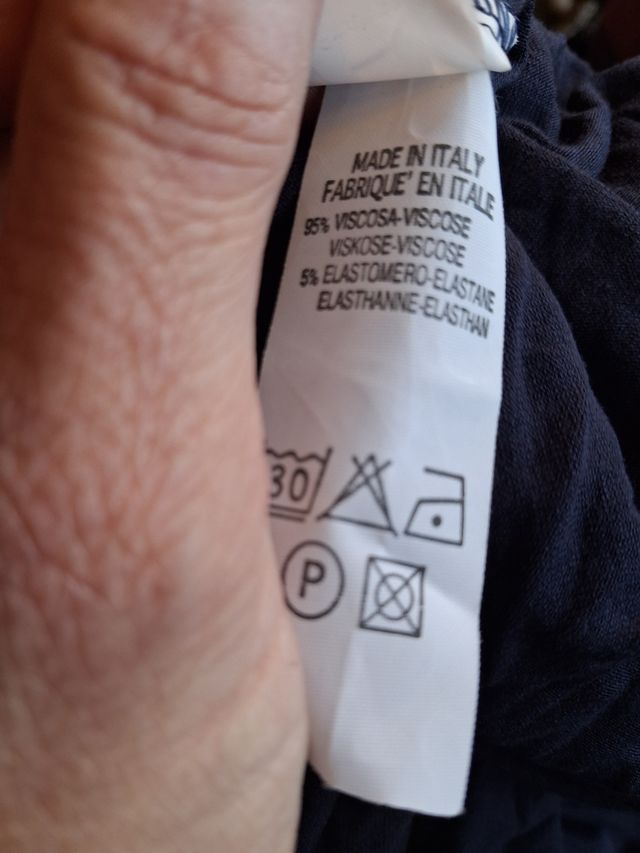 MADE IN ITALY
FABRIQUE' EN ITALIE
95% VISCOSA-VISCOSE
VISKOSE-VISCOSE
5% ELASTOMERO-ELASTANE
ELASTHANNE-ELASTHAN
30
P